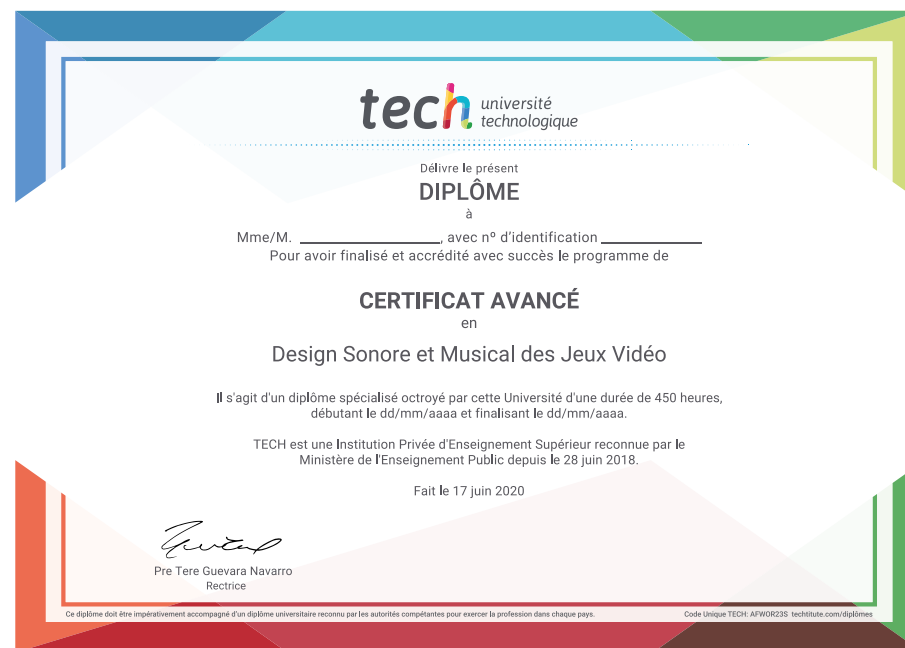 tech université
technologique
Délivre le présent
DIPLÔME
à
Mme/M. ____________________, avec nº d'identification ______________
Pour avoir finalisé et accrédité avec succès le programme de
CERTIFICAT AVANCÉ
en
Design Sonore et Musical des Jeux Vidéo
Il s'agit d'un diplôme spécialisé octroyé par cette Université d'une durée de 450 heures,
débutant le dd/mm/aaaa et finalisant le dd/mm/aaaa.
TECH est une Institution Privée d'Enseignement Supérieur reconnue par le
Ministère de l'Enseignement Public depuis le 28 juin 2018.
Fait le 17 juin 2020
Pre Tere Guevara Navarro
Rectrice
Ce diplôme doit être impérativement accompagné d'un diplôme universitaire reconnu par les autorités compétentes pour exercer la profession dans chaque pays.
Code Unique TECH: AFWOR23S techtitute.com/diplômes